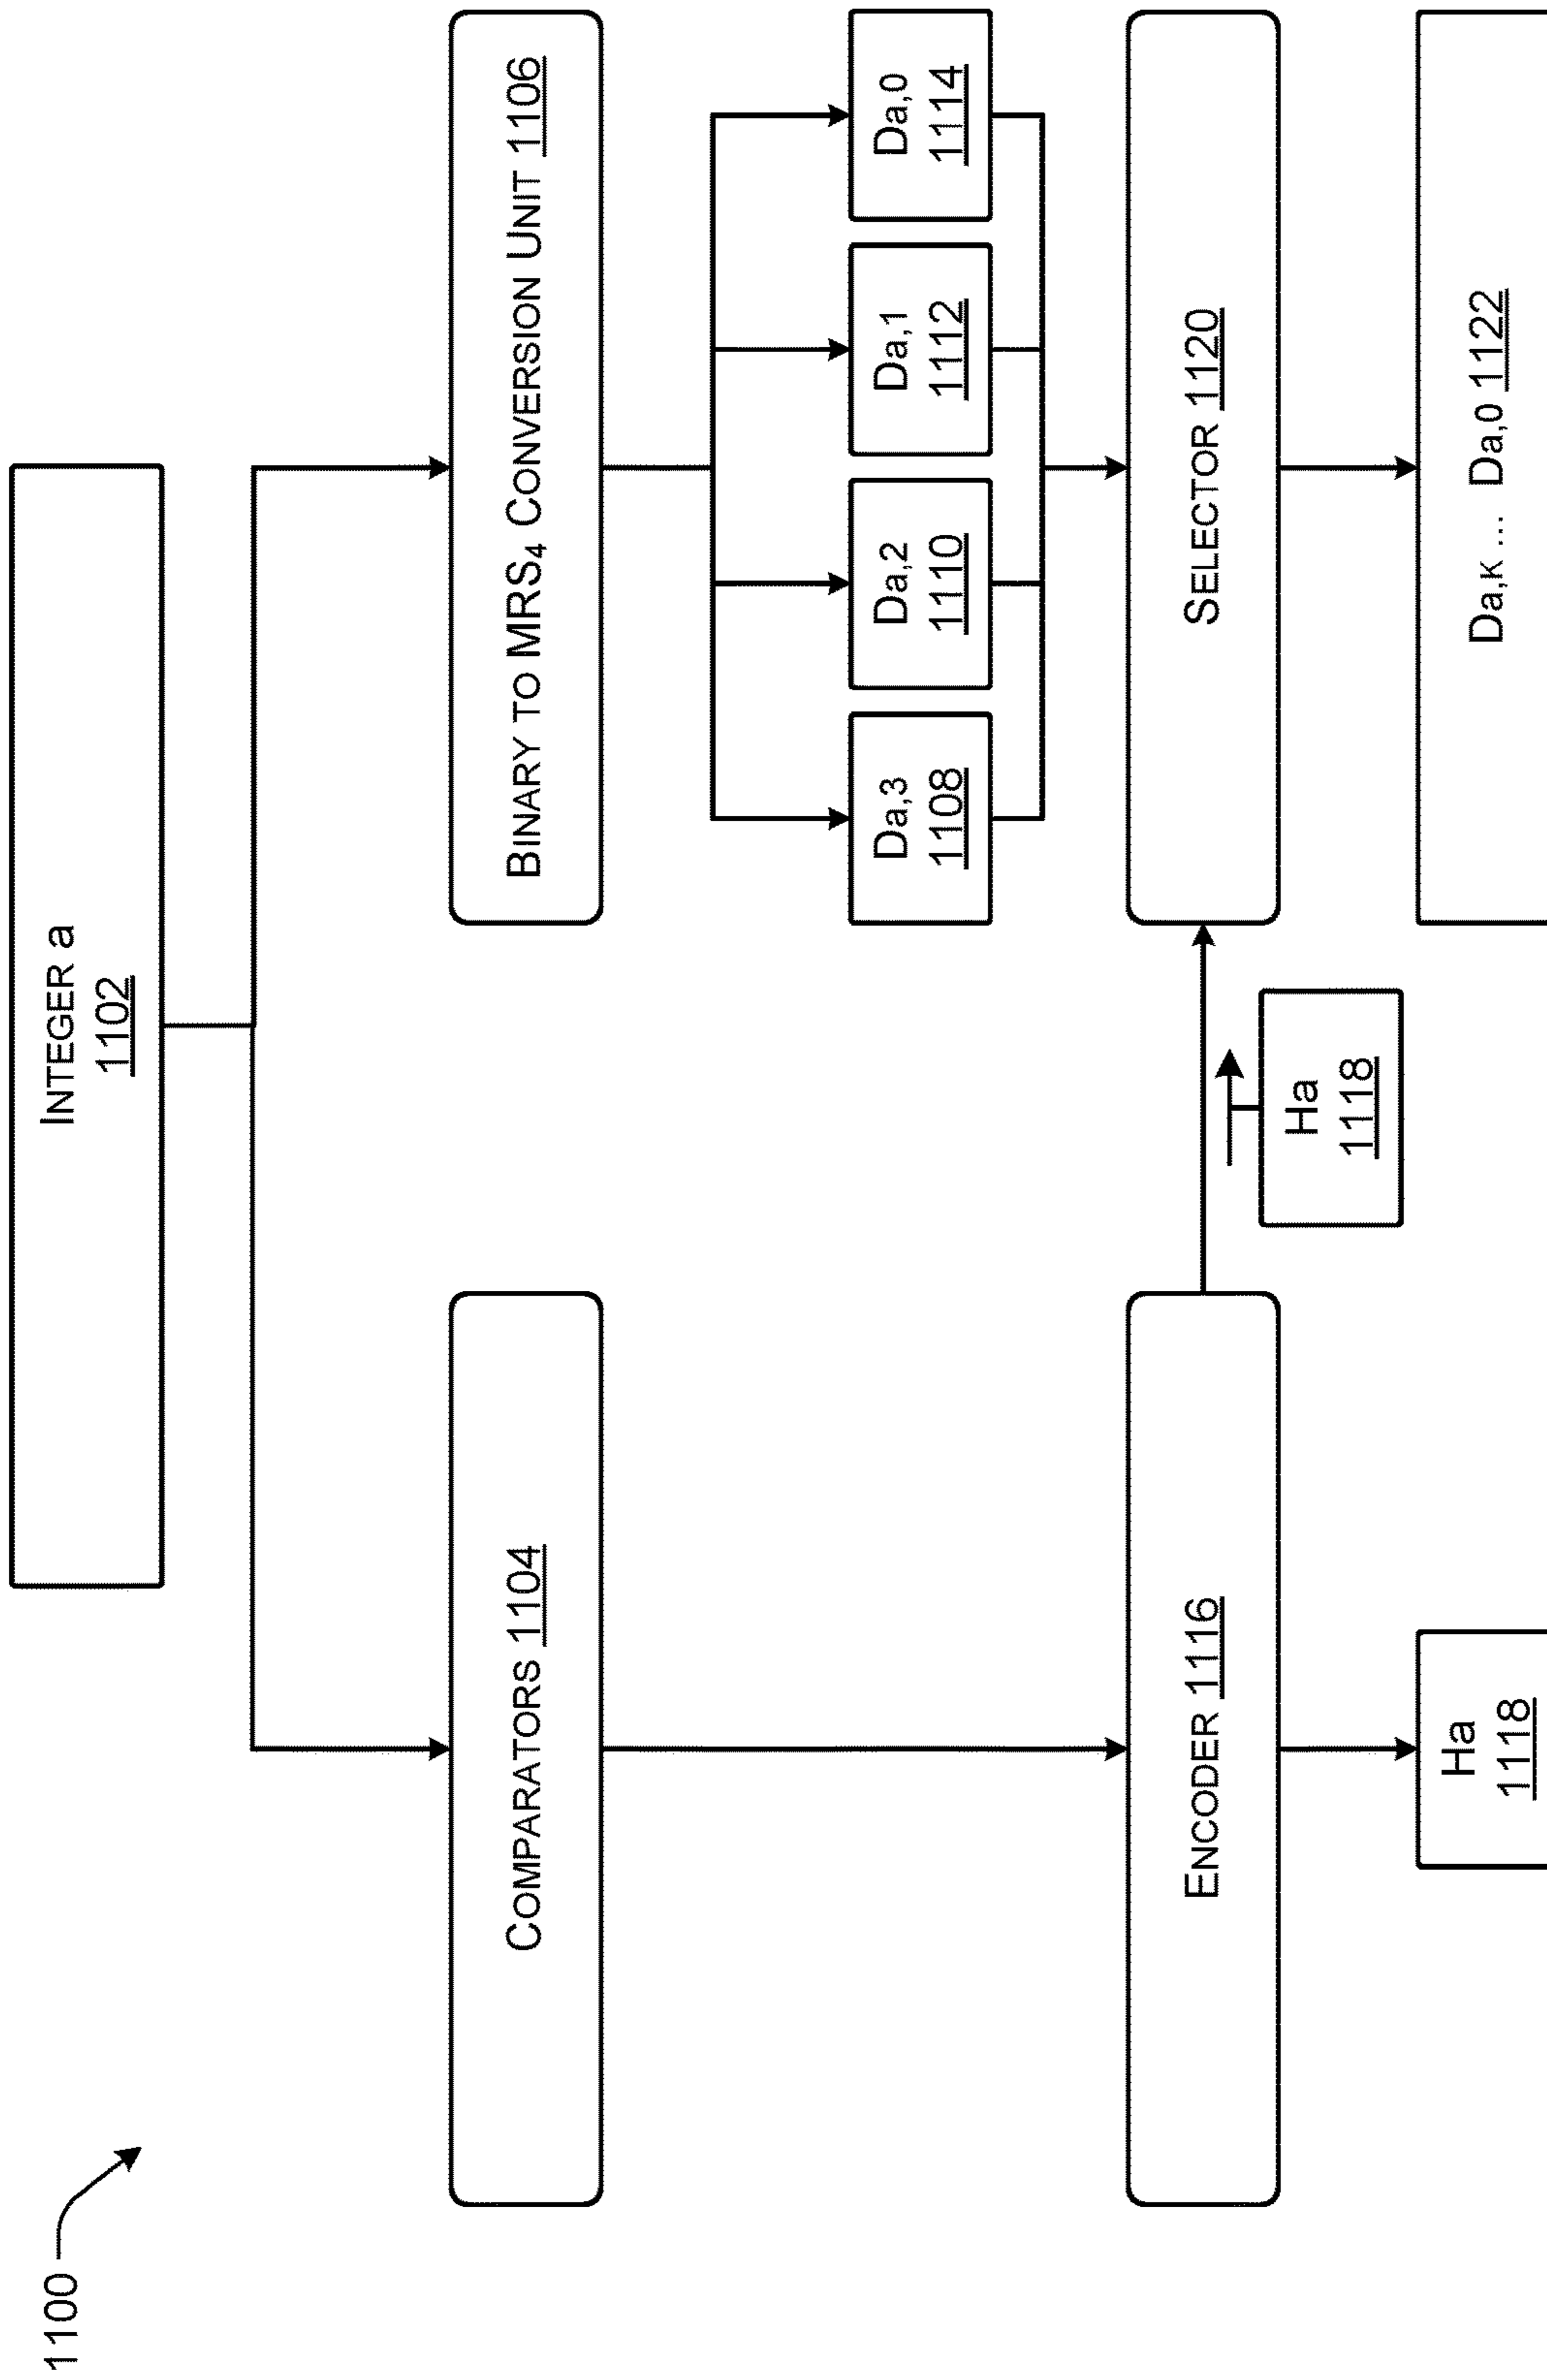 1100
INTEGER a
1102
COMPARATORS 1104
BINARY TO MRS4 CONVERSION UNIT 1106
Da,3
1108
Da,2
1110
Da,1
1112
Da,0
1114
ENCODER 1116
Ha
1118
SELECTOR 1120
Ha
1118
Da,K ... Da,0 1122